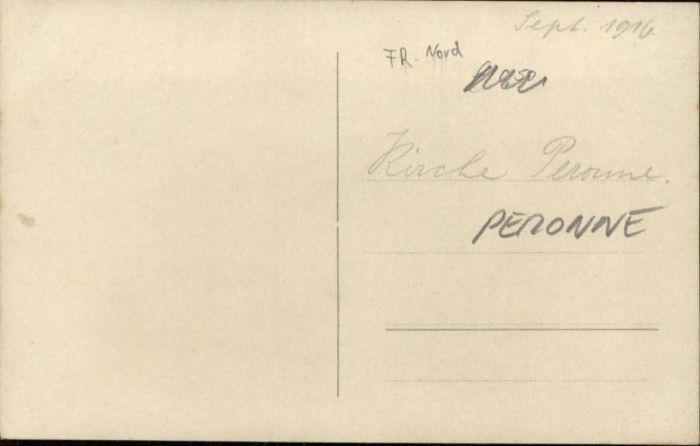 Sept. 1916.
FR. Nord
Kirche Peronne.
PERONNE